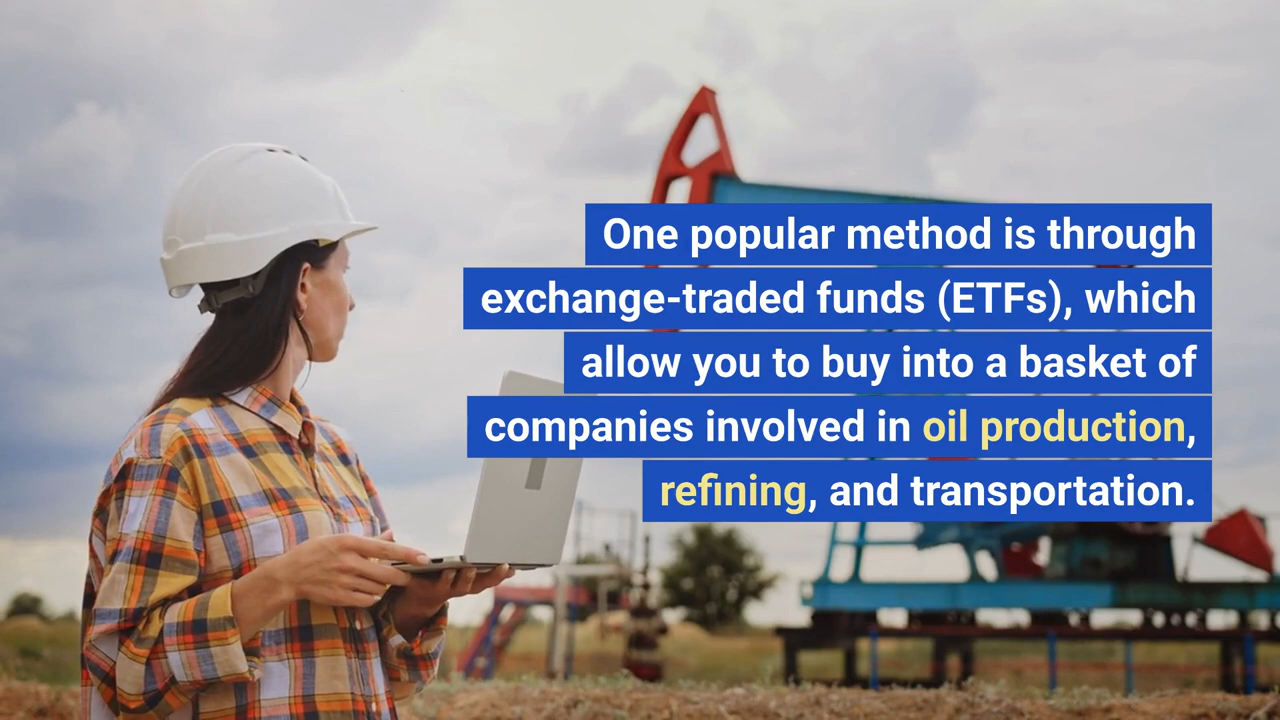 One popular method is through
exchange-traded funds (ETFs), which
allow you to buy into a basket of
companies involved in oil production,
refining, and transportation.